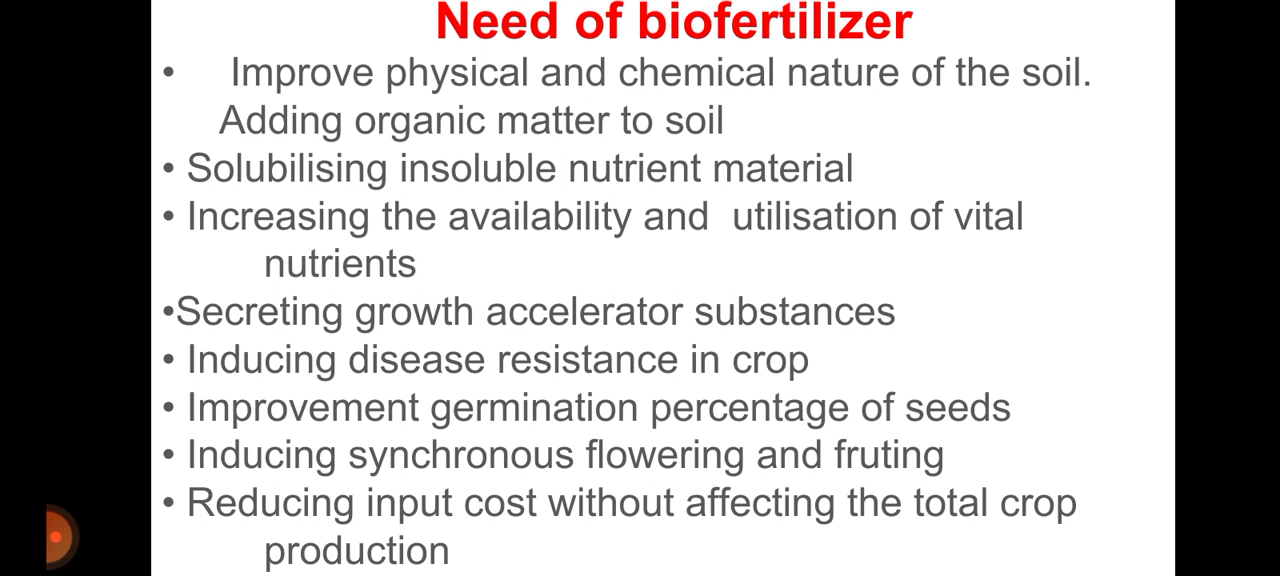 Need of biofertilizer
• Improve physical and chemical nature of the soil.
Adding organic matter to soil
• Solubilising insoluble nutrient material
• Increasing the availability and utilisation of vital
nutrients
•Secreting growth accelerator substances
• Inducing disease resistance in crop
• Improvement germination percentage of seeds
• Inducing synchronous flowering and fruting
• Reducing input cost without affecting the total crop
production